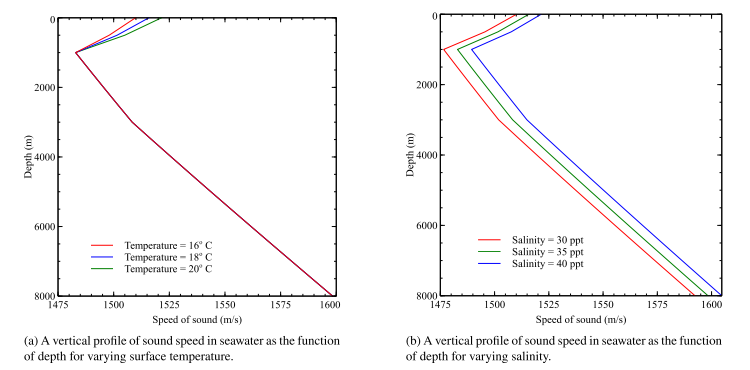 0
2000
4000
6000
8000
Depth (m)
Temperature = 16° C
Temperature = 18° C
Temperature = 20° C
1475 1500 1525 1550 1575 1600
Speed of sound (m/s)
(a) A vertical profile of sound speed in seawater as the function
of depth for varying surface temperature.
0
2000
4000
6000
8000
Depth (m)
Salinity = 30 ppt
Salinity = 35 ppt
Salinity = 40 ppt
1475 1500 1525 1550 1575 1600
Speed of sound (m/s)
(b) A vertical profile of sound speed in seawater as the function
of depth for varying salinity.